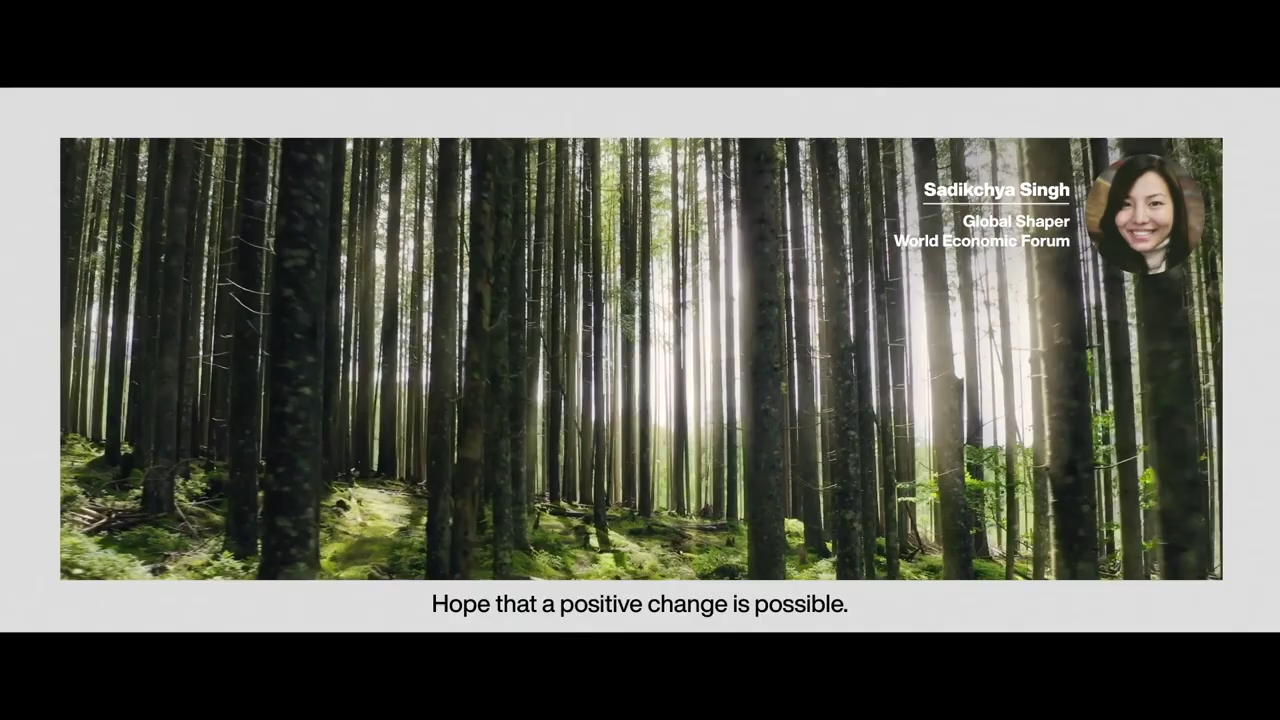 Sadikchya Singh
Global Shaper
World Economic Forum
Hope that a positive change is possible.